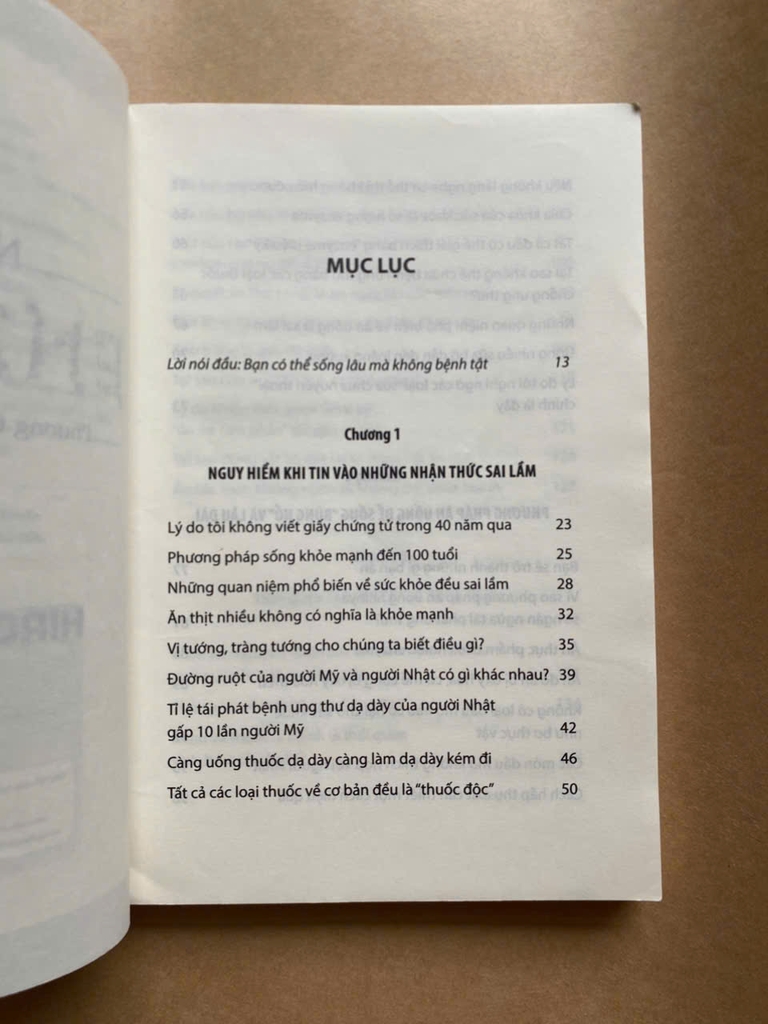 MỤC LỤC
Lời nói đầu: Bạn có thể sống lâu mà không bệnh tật 13
Chương 1
NGUY HIỂM KHI TIN VÀO NHỮNG NHẬN THỨC SAI LẦM
Lý do tôi không viết giấy chứng tử trong 40 năm qua 23
Phương pháp sống khỏe mạnh đến 100 tuổi 25
Những quan niệm phổ biến về sức khỏe đều sai lầm 28
Ăn thịt nhiều không có nghĩa là khỏe mạnh 32
Vị tướng, tràng tướng cho chúng ta biết điều gì? 35
Đường ruột của người Mỹ và người Nhật có gì khác nhau? 39
Tỉ lệ tái phát bệnh ung thư dạ dày của người Nhật
gấp 10 lần người Mỹ 42
Càng uống thuốc dạ dày càng làm dạ dày kém đi 46
Tất cả các loại thuốc về cơ bản đều là “thuốc độc” 50